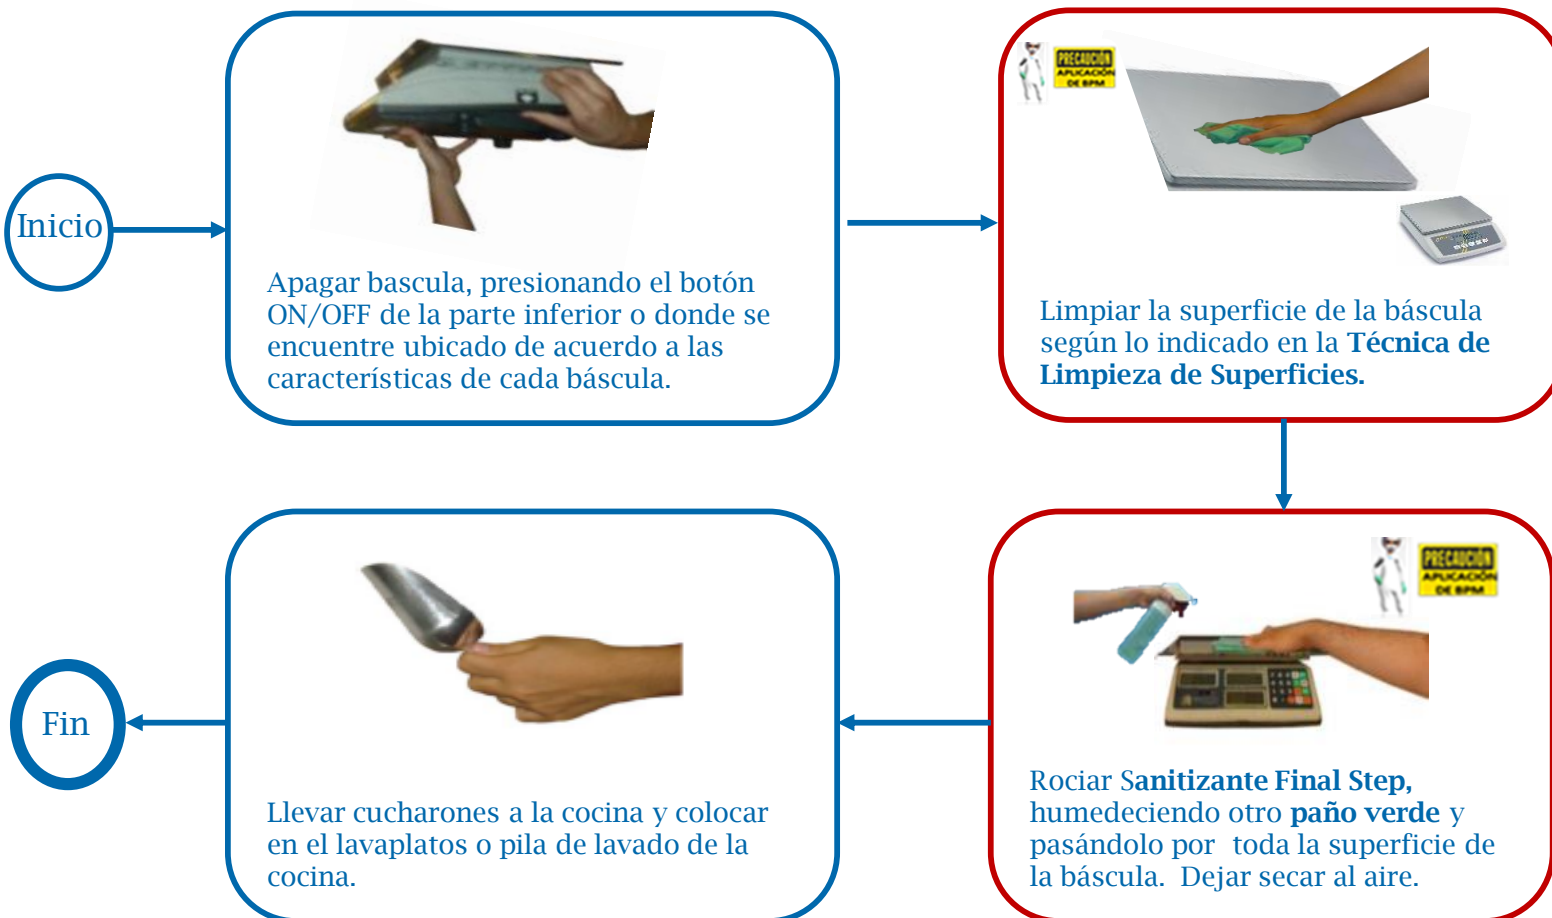 Inicio
Apagar bascula, presionando el botón
ON/OFF de la parte inferior o donde se
encuentre ubicado de acuerdo a las
características de cada báscula.
PRECAUCIÓN
APLICACIÓN
DE BPM
Limpiar la superficie de la báscula
según lo indicado en la Técnica de
Limpieza de Superficies.
PRECAUCIÓN
APLICACIÓN
DE BPM
Rociar Sanitizante Final Step,
humedeciendo otro paño verde y
pasándolo por toda la superficie de
la báscula. Dejar secar al aire.
Llevar cucharones a la cocina y colocar
en el lavaplatos o pila de lavado de la
cocina.
Fin